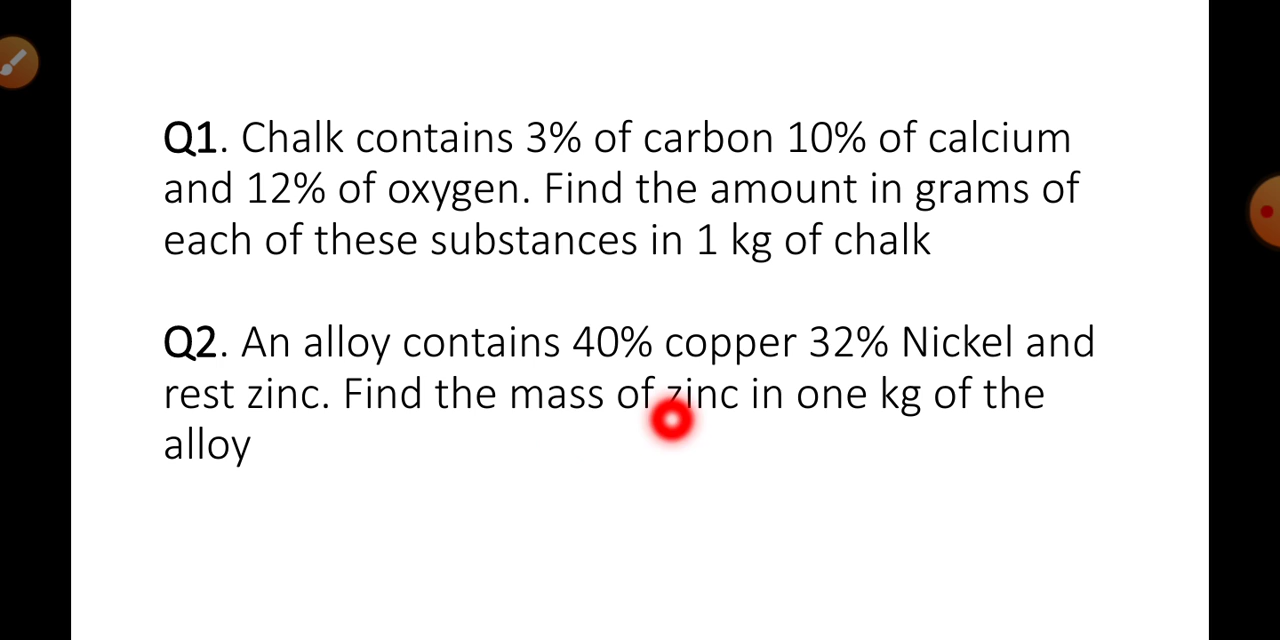 Q1. Chalk contains 3% of carbon 10% of calcium
and 12% of oxygen. Find the amount in grams of
each of these substances in 1 kg of chalk
Q2. An alloy contains 40% copper 32% Nickel and
rest zinc. Find the mass of zinc in one kg of the
alloy